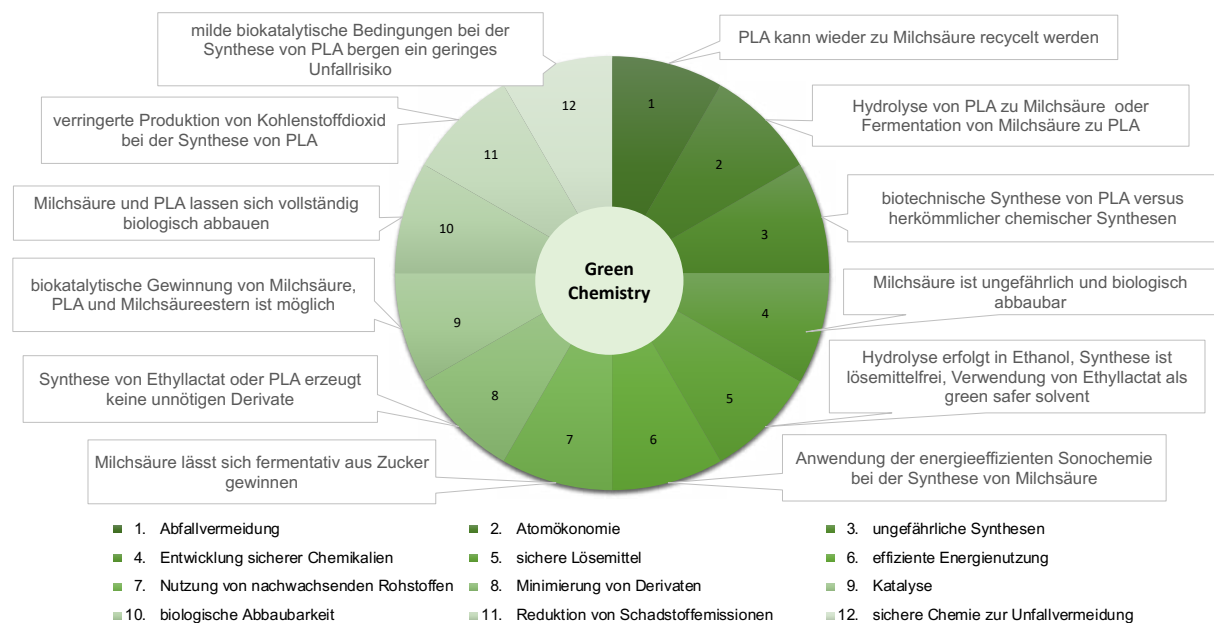 milde biokatalytische Bedingungen bei der
Synthese von PLA bergen ein geringes
Unfallrisiko
PLA kann wieder zu Milchsäure recycelt werden
verringerte Produktion von Kohlenstoffdioxid
bei der Synthese von PLA
Hydrolyse von PLA zu Milchsäure oder
Fermentation von Milchsäure zu PLA
Milchsäure und PLA lassen sich vollständig
biologisch abbauen
biotechnische Synthese von PLA versus
herkömmlicher chemischer Synthesen
biokatalytische Gewinnung von Milchsäure,
PLA und Milchsäureestern ist möglich
Milchsäure ist ungefährlich und biologisch
abbaubar
Synthese von Ethyllactat oder PLA erzeugt
keine unnötigen Derivate
Hydrolyse erfolgt in Ethanol, Synthese ist
lösemittelfrei, Verwendung von Ethyllactat als
green safer solvent
Milchsäure lässt sich fermentativ aus Zucker
gewinnen
Anwendung der energieeffizienten Sonochemie
bei der Synthese von Milchsäure
1
2
3
4
5
6
7
8
9
10
11
12
Green
Chemistry
1. Abfallvermeidung
2. Atomökonomie
3. ungefährliche Synthesen
4. Entwicklung sicherer Chemikalien
5. sichere Lösemittel
6. effiziente Energienutzung
7. Nutzung von nachwachsenden Rohstoffen
8. Minimierung von Derivaten
9. Katalyse
10. biologische Abbaubarkeit
11. Reduktion von Schadstoffemissionen
12. sichere Chemie zur Unfallvermeidung